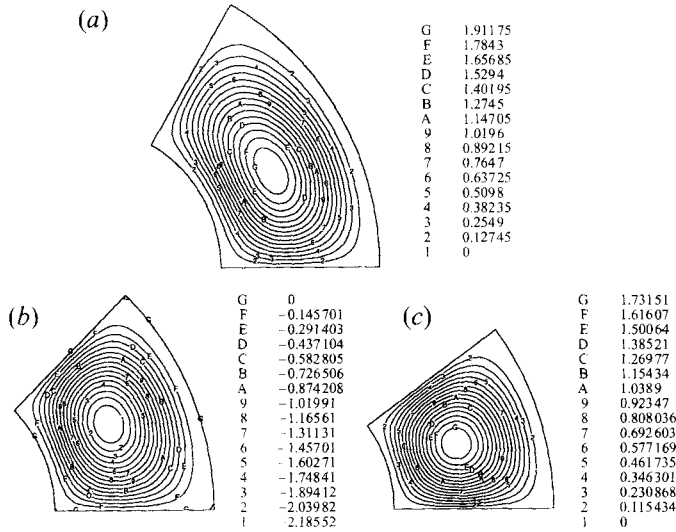 (a)
G 1.91175
F 1.7843
E 1.65685
D 1.5294
C 1.40195
B 1.2745
A 1.14705
9 1.0196
8 0.89215
7 0.7647
6 0.63725
5 0.5098
4 0.38235
3 0.2549
2 0.12745
1 0
(b)
G 0
F −0.145701
E −0.291403
D −0.437104
C −0.582805
B −0.726506
A −0.874208
9 −1.01991
8 −1.16561
7 −1.31131
6 −1.45701
5 −1.60271
4 −1.74841
3 −1.89412
2 −2.03982
1 −2.18552
(c)
G 1.73151
F 1.61607
E 1.50064
D 1.38521
C 1.26977
B 1.15434
A 1.0389
9 0.92347
8 0.808036
7 0.692603
6 0.577169
5 0.461735
4 0.346301
3 0.230868
2 0.115434
1 0